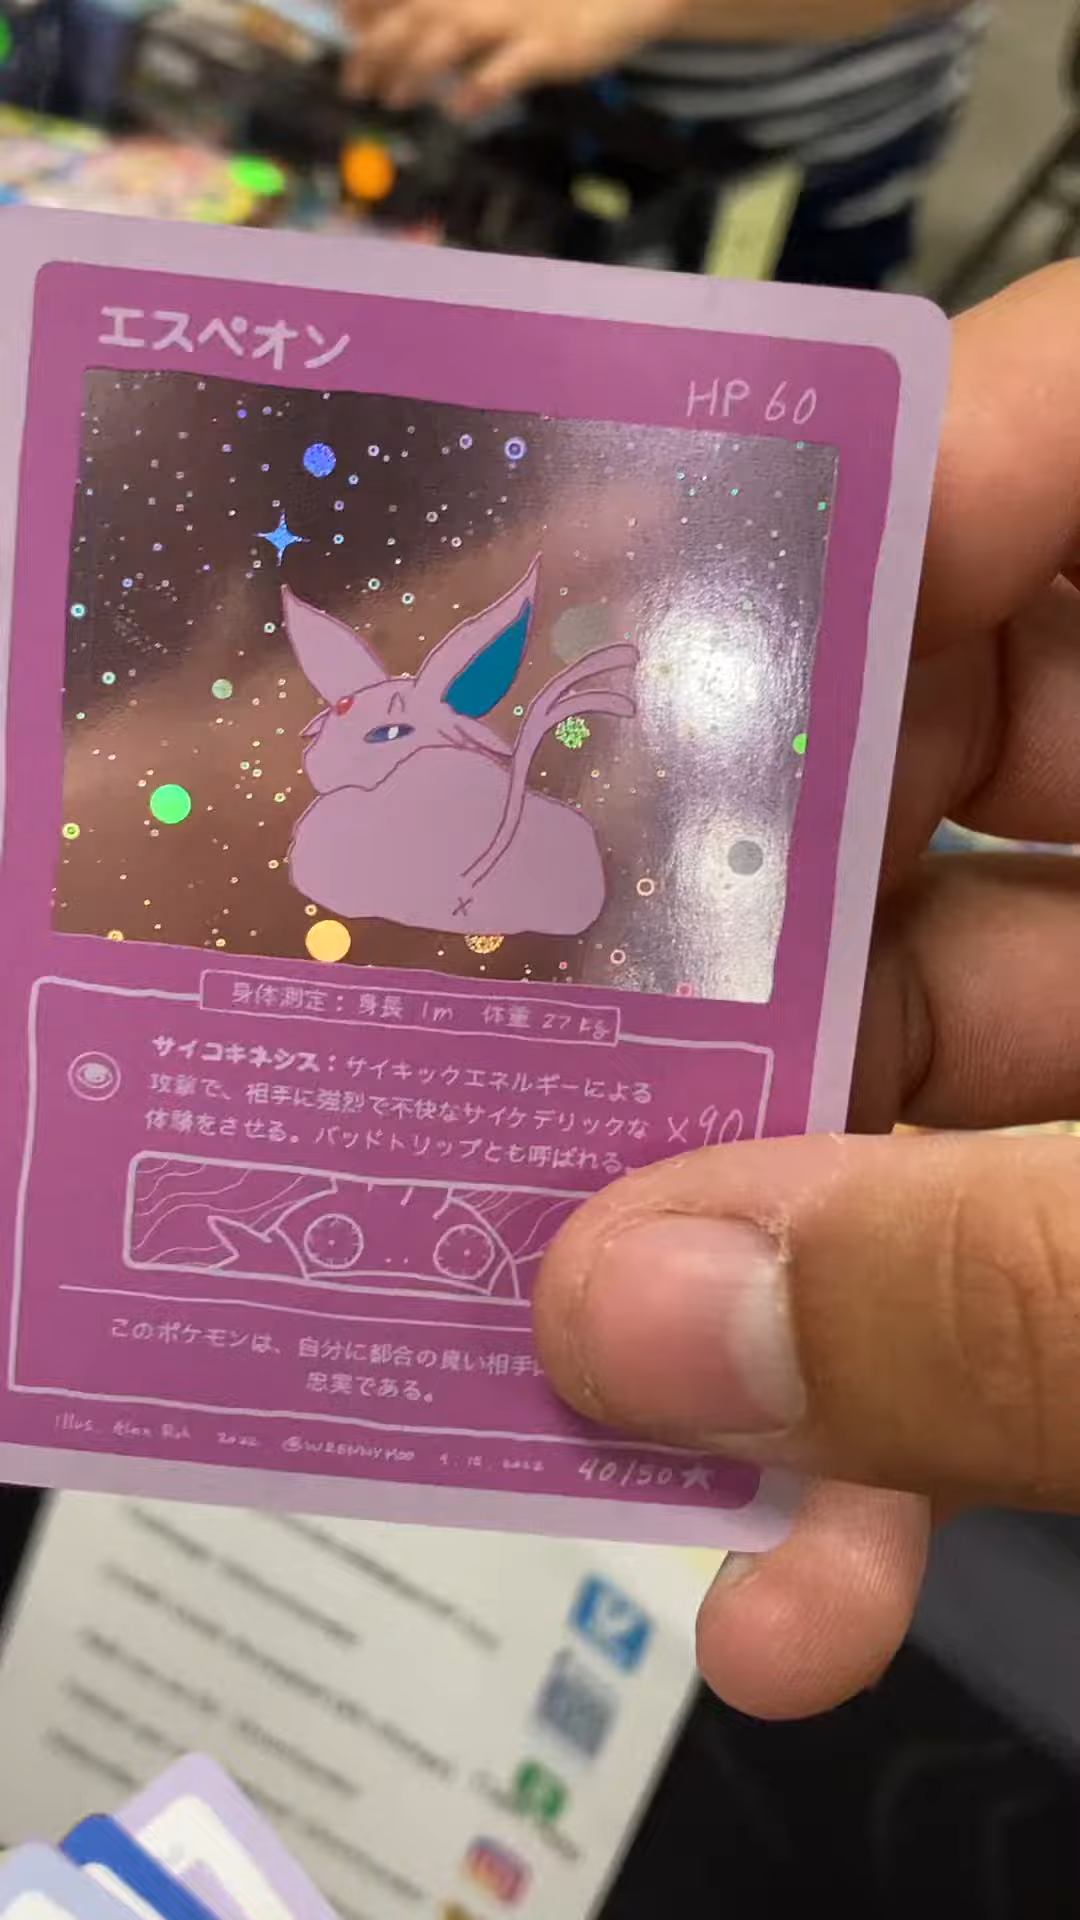 エスペオン
HP 60
身体測定：身長 1m 体重 27kg
サイコキネシス：サイキックエネルギーによる
攻撃で、相手に強烈で不快なサイケデリックな
体験をさせる。バッドトリップとも呼ばれる。
x90
このポケモンは、自分に都合の良い相手に
忠実である。
Illus. 2022 @WRENNYMOO 2022 40/50